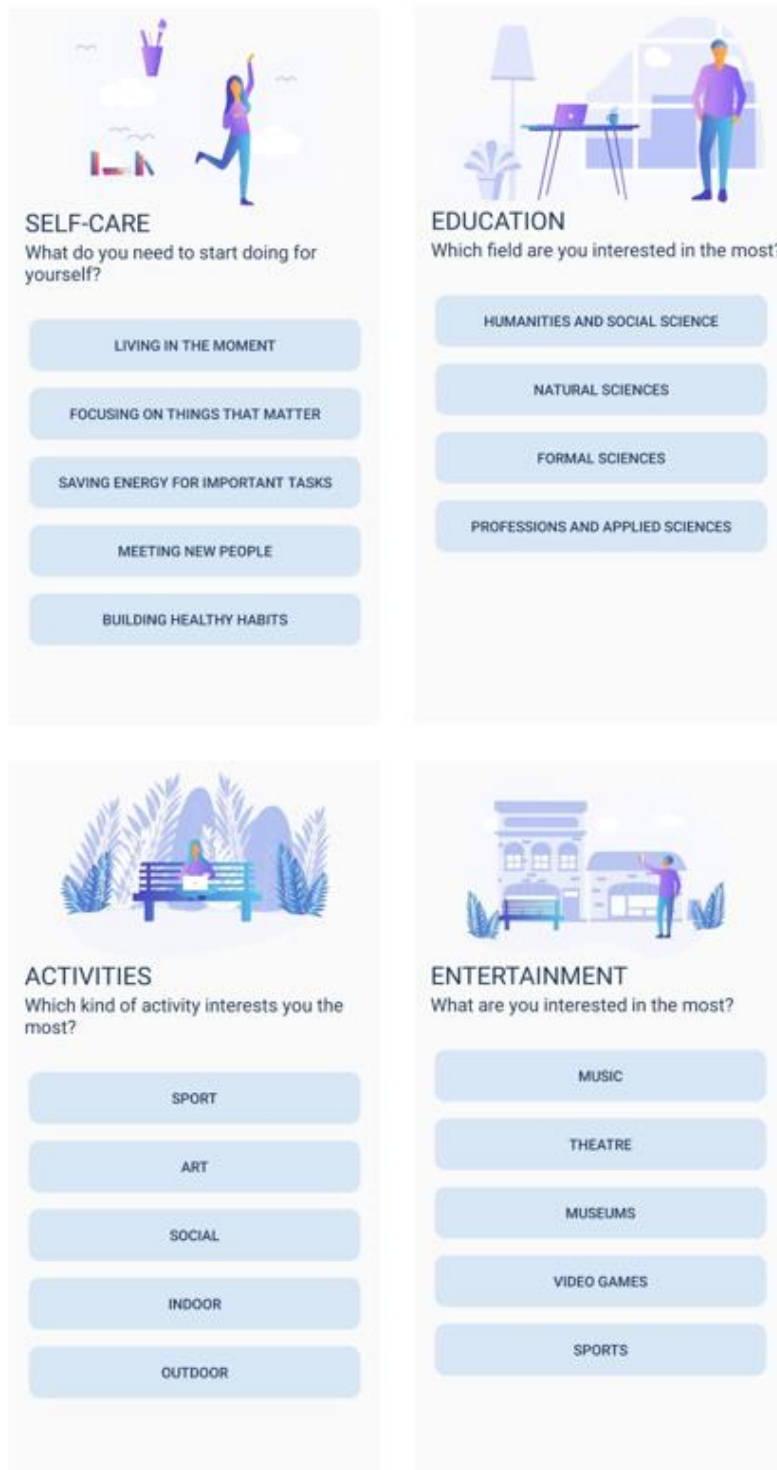 SELF-CARE
What do you need to start doing for
yourself?
LIVING IN THE MOMENT
FOCUSING ON THINGS THAT MATTER
SAVING ENERGY FOR IMPORTANT TASKS
MEETING NEW PEOPLE
BUILDING HEALTHY HABITS
EDUCATION
Which field are you interested in the most?
HUMANITIES AND SOCIAL SCIENCE
NATURAL SCIENCES
FORMAL SCIENCES
PROFESSIONS AND APPLIED SCIENCES
ACTIVITIES
Which kind of activity interests you the
most?
SPORT
ART
SOCIAL
INDOOR
OUTDOOR
ENTERTAINMENT
What are you interested in the most?
MUSIC
THEATRE
MUSEUMS
VIDEO GAMES
SPORTS